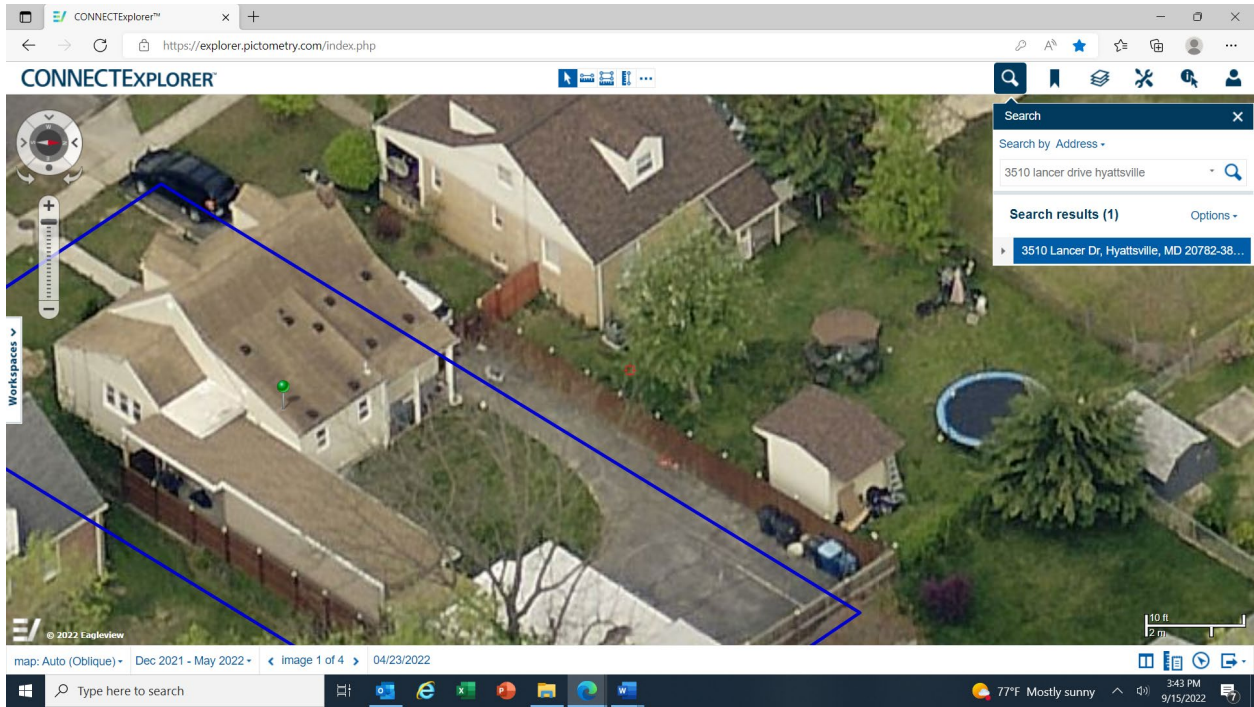 CONNECTExplorer™
https://explorer.pictometry.com/index.php
CONNECTEXPLORER™
Search
Search by Address
3510 lancer drive hyattsville
Search results (1)
Options
3510 Lancer Dr, Hyattsville, MD 20782-38...
Workspaces
© 2022 Eagleview
10 ft
2 m
map: Auto (Oblique)
Dec 2021 - May 2022
image 1 of 4
04/23/2022
Type here to search
77°F Mostly sunny
3:43 PM
9/15/2022
7